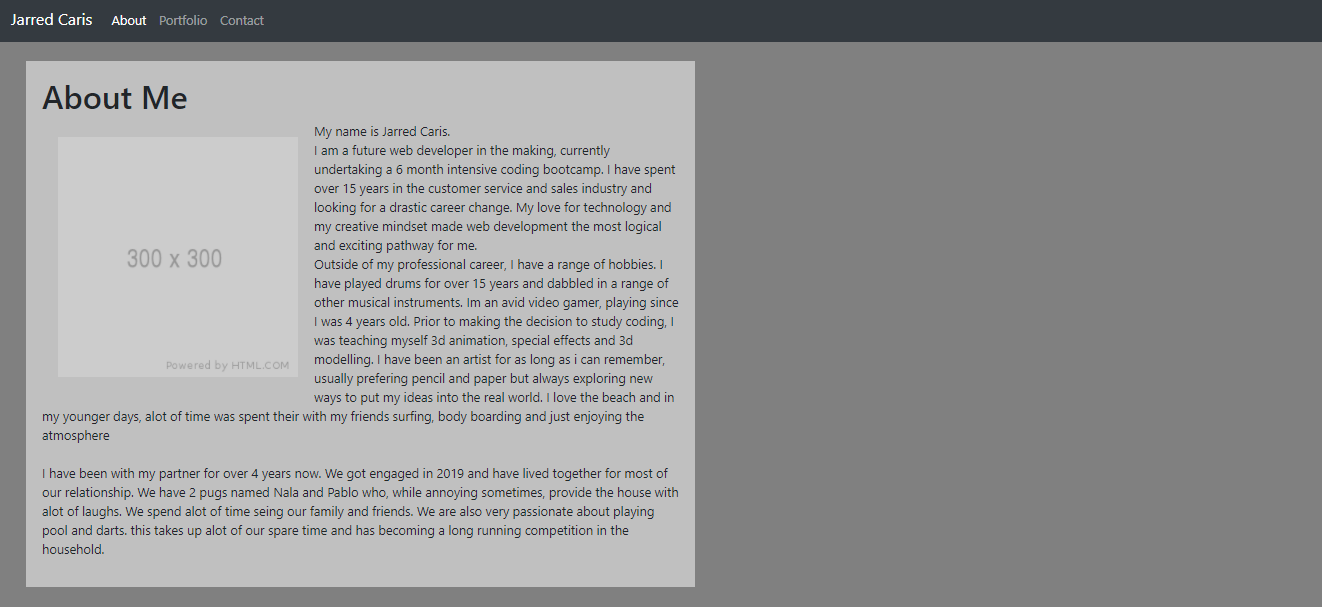 Jarred Caris About Portfolio Contact
About Me
300 x 300
Powered by HTML.COM
My name is Jarred Caris.
I am a future web developer in the making, currently
undertaking a 6 month intensive coding bootcamp. I have spent
over 15 years in the customer service and sales industry and
looking for a drastic career change. My love for technology and
my creative mindset made web development the most logical
and exciting pathway for me.
Outside of my professional career, I have a range of hobbies. I
have played drums for over 15 years and dabbled in a range of
other musical instruments. Im an avid video gamer, playing since
I was 4 years old. Prior to making the decision to study coding, I
was teaching myself 3d animation, special effects and 3d
modelling. I have been an artist for as long as i can remember,
usually prefering pencil and paper but always exploring new
ways to put my ideas into the real world. I love the beach and in
my younger days, alot of time was spent their with my friends surfing, body boarding and just enjoying the
atmosphere
I have been with my partner for over 4 years now. We got engaged in 2019 and have lived together for most of
our relationship. We have 2 pugs named Nala and Pablo who, while annoying sometimes, provide the house with
alot of laughs. We spend alot of time seing our family and friends. We are also very passionate about playing
pool and darts. this takes up alot of our spare time and has becoming a long running competition in the
household.